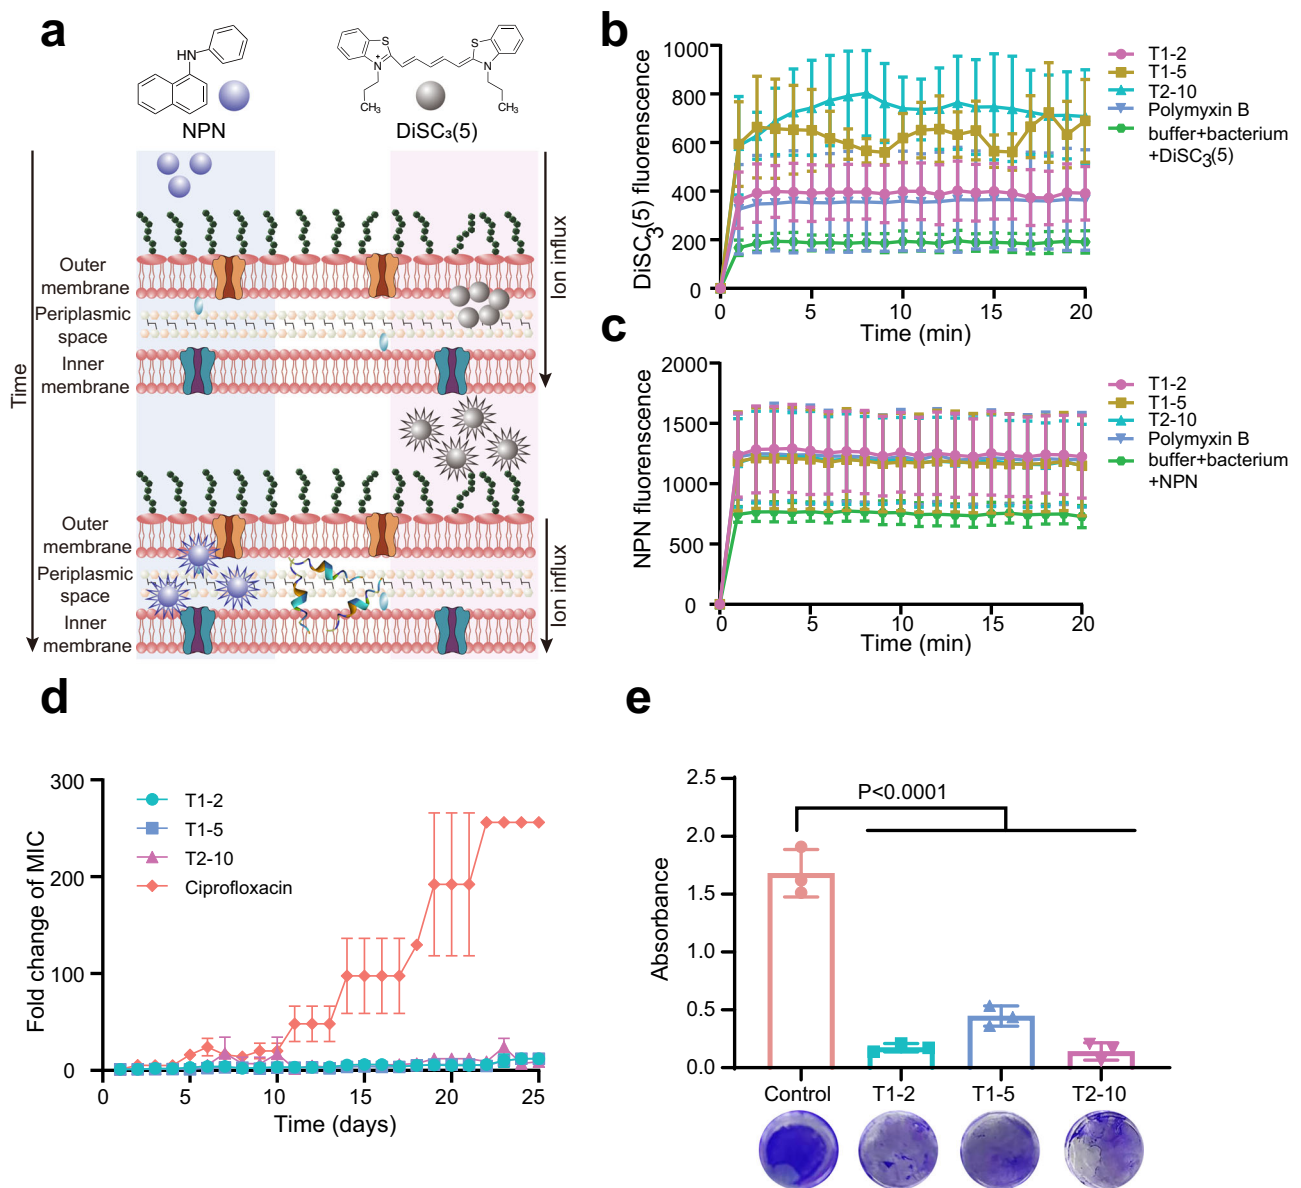 a
HN
NPN
S
S
N
+
N
CH₃
CH₃
DiSC₃(5)
Time
Outer
membrane
Periplasmic
space
Inner
membrane
Ion influx
Outer
membrane
Periplasmic
space
Inner
membrane
Ion influx
b
DiSC₃(5) fluorescence
1000
800
600
400
200
0
0
5
10
15
20
Time (min)
T1-2
T1-5
T2-10
Polymyxin B
buffer+bacterium
+DiSC₃(5)
c
NPN fluorescence
2000
1500
1000
500
0
0
5
10
15
20
Time (min)
T1-2
T1-5
T2-10
Polymyxin B
buffer+bacterium
+NPN
d
Fold change of MIC
300
200
100
0
0
5
10
15
20
25
Time (days)
T1-2
T1-5
T2-10
Ciprofloxacin
e
Absorbance
2.5
2.0
1.5
1.0
0.5
0.0
P<0.0001
Control
T1-2
T1-5
T2-10